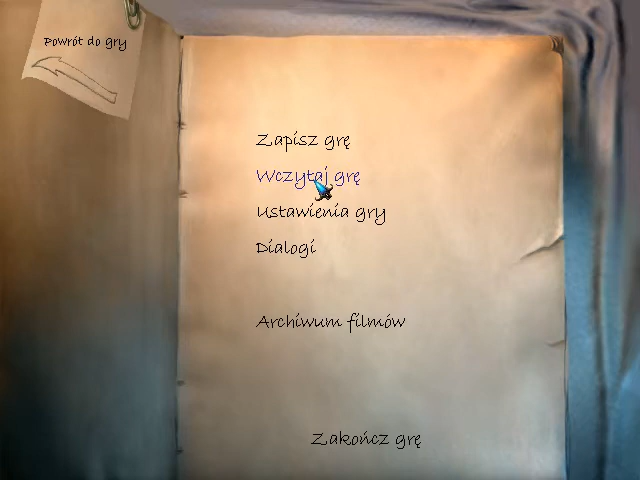 Powrót do gry
Zapisz grę
Wczytaj grę
Ustawienia gry
Dialogi
Archiwum filmów
Zakończ grę